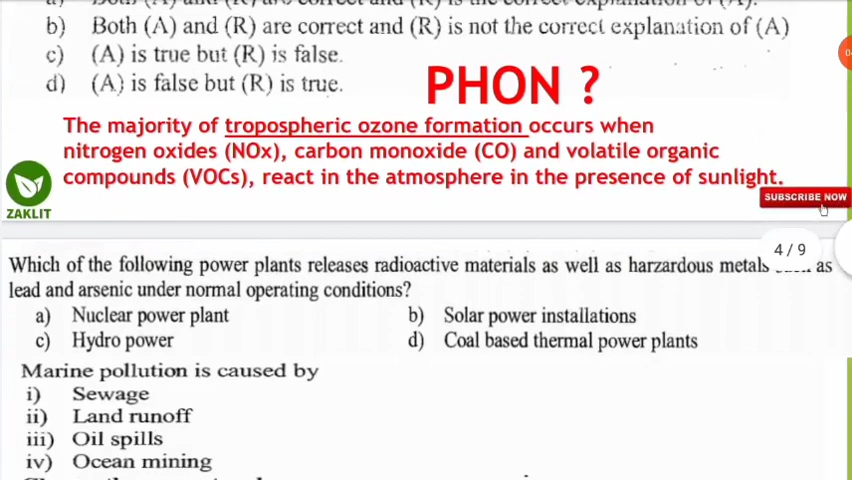 b) Both (A) and (R) are correct and (R) is not the correct explanation of (A)
c) (A) is true but (R) is false.
d) (A) is false but (R) is true.
PHON ?
The majority of tropospheric ozone formation occurs when
nitrogen oxides (NOx), carbon monoxide (CO) and volatile organic
compounds (VOCs), react in the atmosphere in the presence of sunlight.
ZAKLIT
SUBSCRIBE NOW
4 / 9
Which of the following power plants releases radioactive materials as well as harzardous metals as
lead and arsenic under normal operating conditions?
a) Nuclear power plant b) Solar power installations
c) Hydro power d) Coal based thermal power plants
Marine pollution is caused by
i) Sewage
ii) Land runoff
iii) Oil spills
iv) Ocean mining